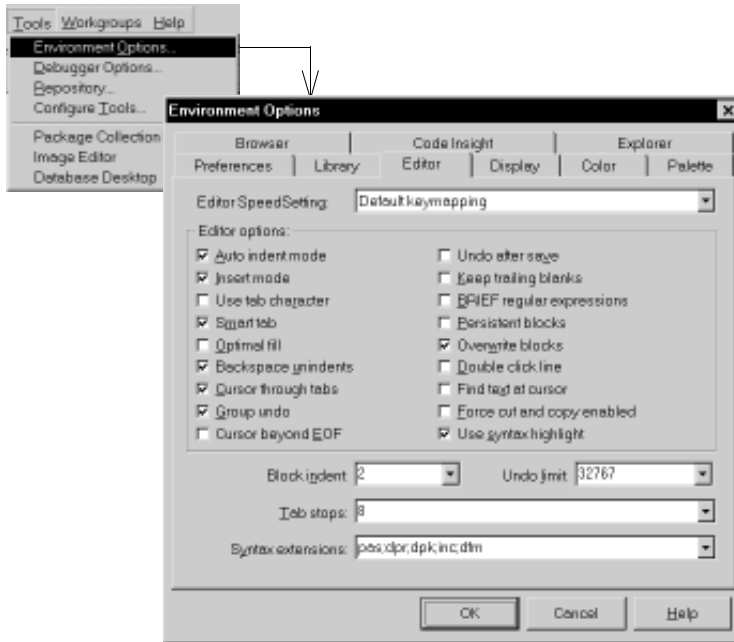 Tools Workgroups Help
Environment Options...
Debugger Options...
Repository...
Configure Tools...
Package Collection
Image Editor
Database Desktop
Environment Options
Browser Code Insight Explorer
Preferences Library Editor Display Color Palette
Editor SpeedSetting: Default keymapping
Editor options:
Auto indent mode Undo after save
Insert mode Keep trailing blanks
Use tab character BRIEF regular expressions
Smart tab Persistent blocks
Optimal fill Overwrite blocks
Backspace unindents Double click line
Cursor through tabs Find text at cursor
Group undo Force cut and copy enabled
Cursor beyond EOF Use syntax highlight
Block indent 2 Undo limit 32767
Tab stops: 8
Syntax extensions: pas;dpr;dpk;inc;dfm
OK Cancel Help